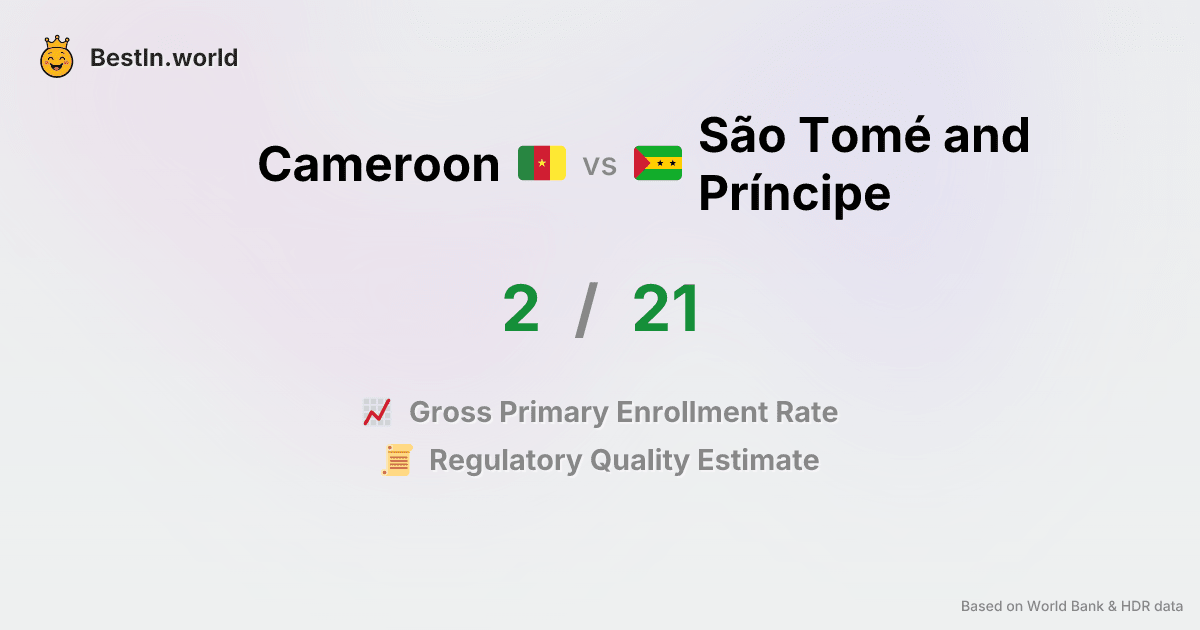 BestIn.world
Cameroon vs São Tomé and
Príncipe
2 / 21
Gross Primary Enrollment Rate
Regulatory Quality Estimate
Based on World Bank & HDR data